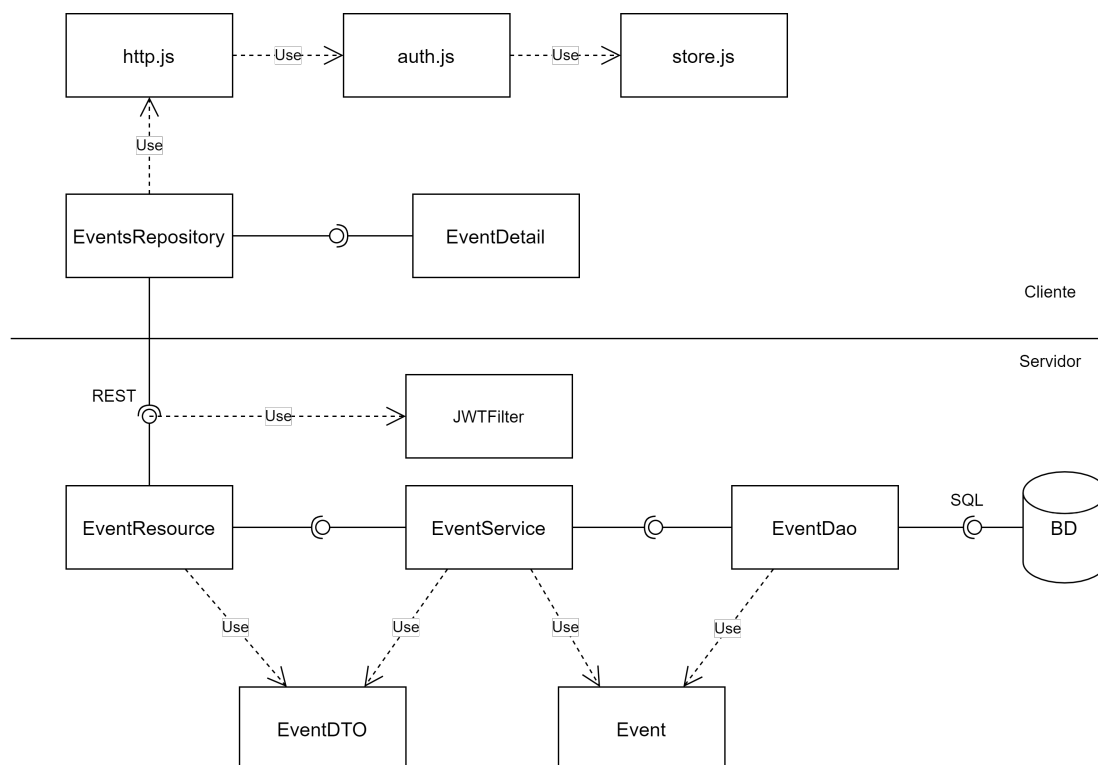 http.js
Use
auth.js
Use
store.js
Use
EventsRepository
EventDetail
Cliente
Servidor
REST
Use
JWTFilter
EventResource
EventService
EventDao
SQL
BD
Use
Use
Use
Use
EventDTO
Event